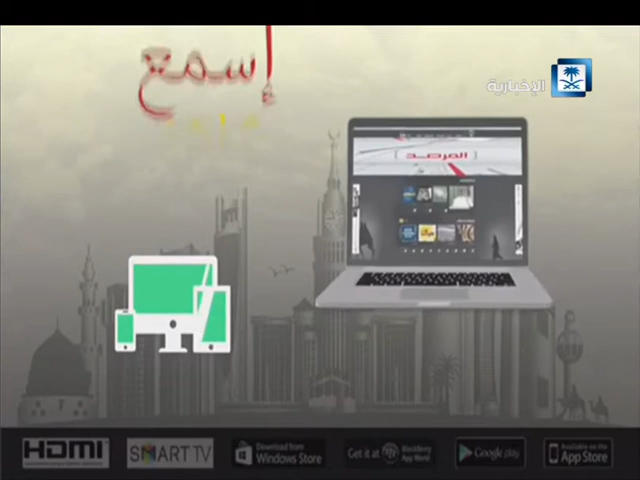 إسمع
الإخبارية
المرصد
HDMI
SMART TV
Download from
Windows Store
Get it at BlackBerry
App World
Google play
Available on the
App Store